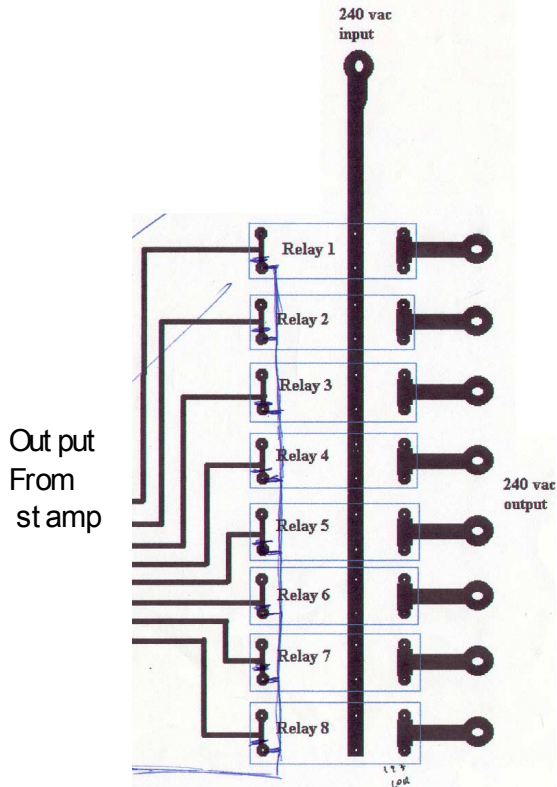 240 vac
input
Relay 1
Relay 2
Relay 3
Relay 4
Out put
From
st amp
240 vac
output
Relay 5
Relay 6
Relay 7
Relay 8